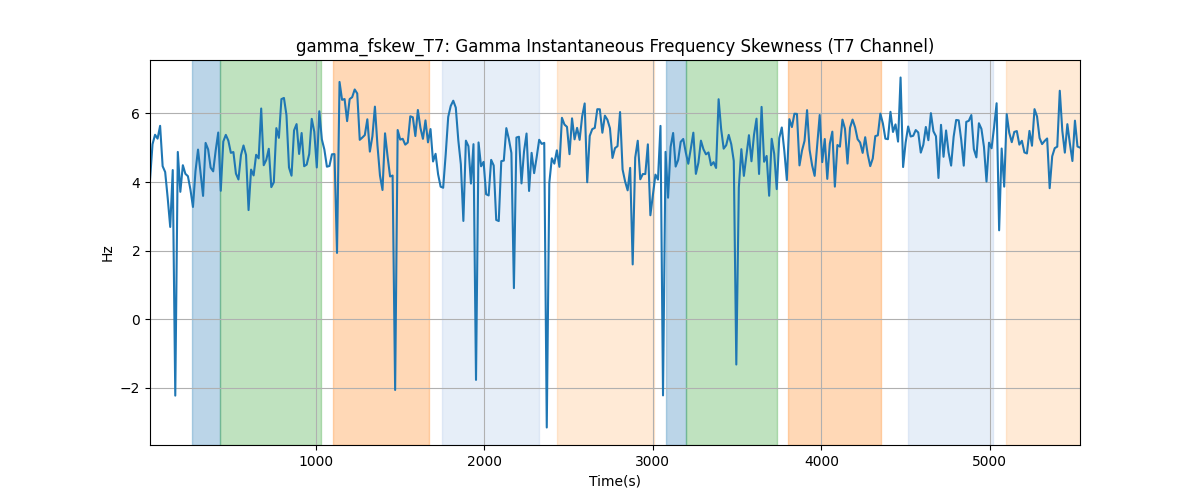 gamma_fskew_T7: Gamma Instantaneous Frequency Skewness (T7 Channel)
Hz
6
4
2
0
−2
1000 2000 3000 4000 5000
Time(s)